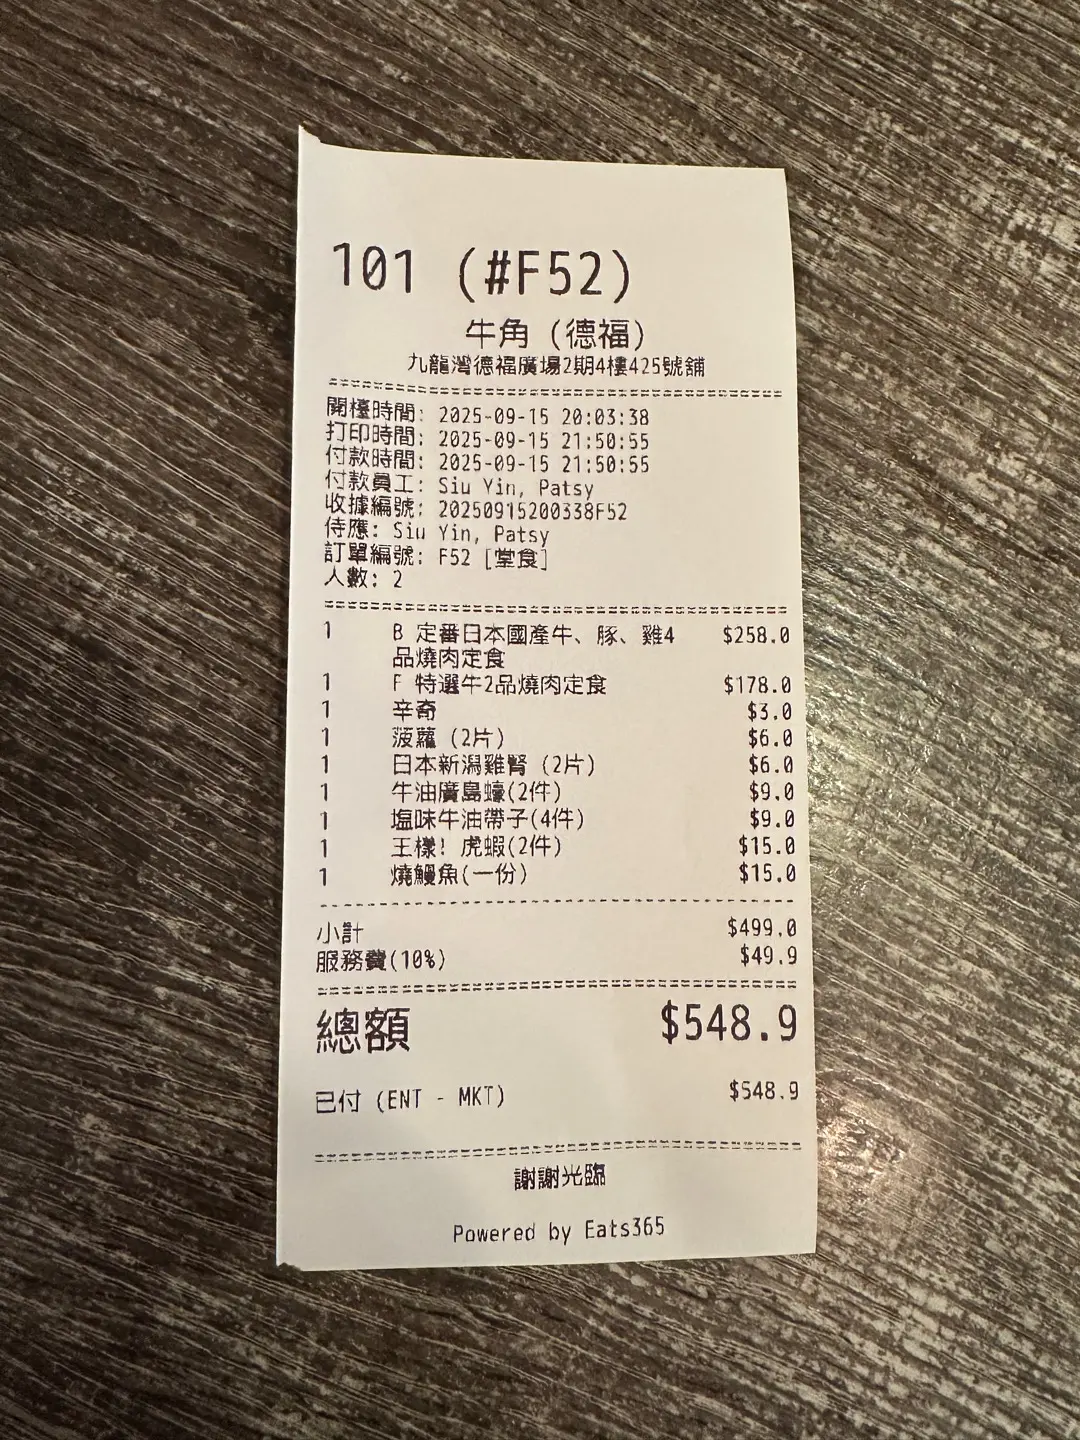 101 (#F52)
牛角 (德福)
九龍灣德福廣場2期4樓425號舖
開檯時間: 2025-09-15 20:03:38
打印時間: 2025-09-15 21:50:55
付款時間: 2025-09-15 21:50:55
付款員工: Siu Yin, Patsy
收據編號: 20250915200338F52
侍應: Siu Yin, Patsy
訂單編號: F52 [堂食]
人數: 2
1 B 定番日本國產牛、豚、雞4 $258.0
品燒肉定食
1 F 特選牛2品燒肉定食 $178.0
1 辛奇 $3.0
1 菠蘿 (2片) $6.0
1 日本新潟雞腎 (2片) $6.0
1 牛油廣島蠔(2件) $9.0
1 塩味牛油帶子(4件) $9.0
1 王樣! 虎蝦(2件) $15.0
1 燒鰻魚(一份) $15.0
小計 $499.0
服務費(10%) $49.9
總額 $548.9
已付 (ENT - MKT) $548.9
謝謝光臨
Powered by Eats365